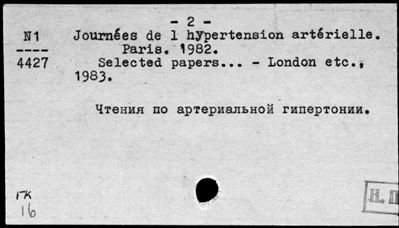 - 2 -
N1 Journées de l hypertension artérielle.
---- Paris. 1982.
4427 Selected papers... - London etc.,
1983.
Чтения по артериальной гипертонии.
ГК
16
Н. П